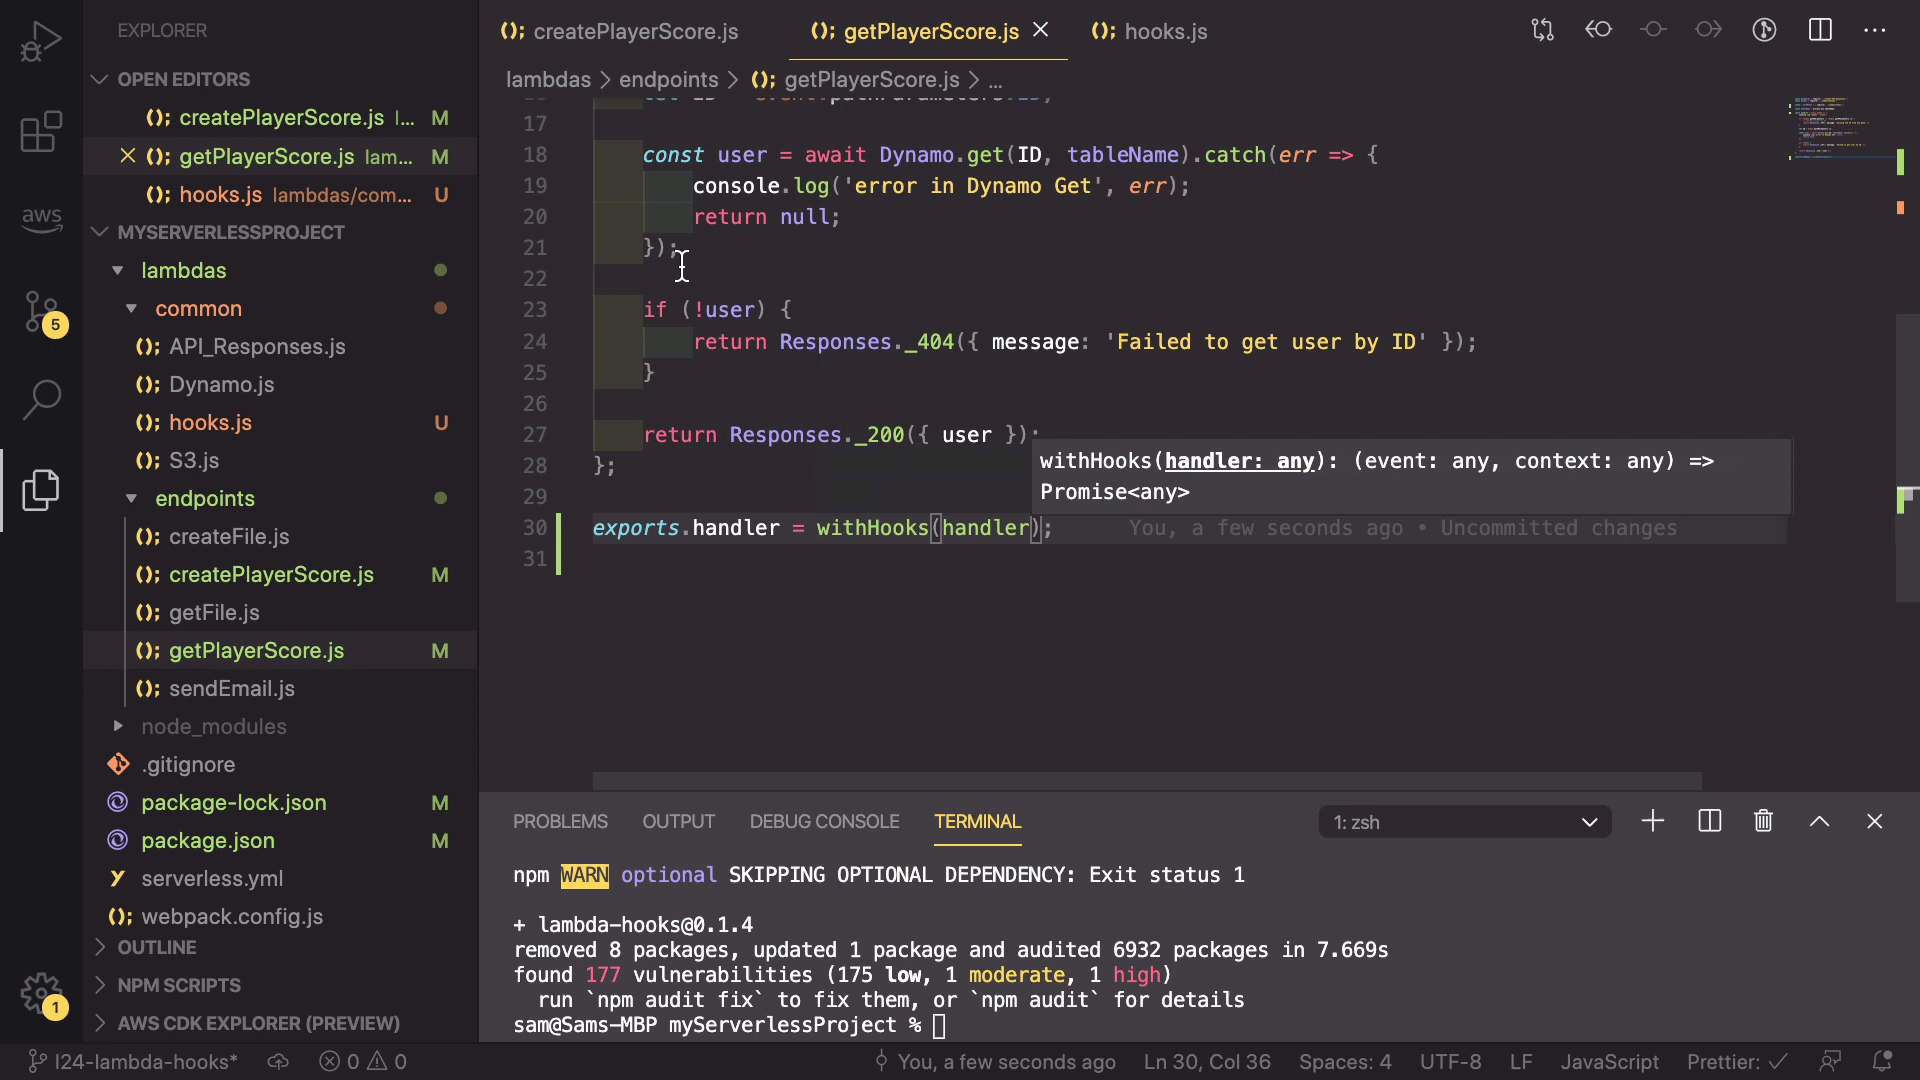 EXPLORER
OPEN EDITORS
createPlayerScore.js l... M
getPlayerScore.js lam... M
hooks.js lambdas/com... U
MYSERVERLESSPROJECT
lambdas
common
API_Responses.js
Dynamo.js
hooks.js U
S3.js
endpoints
createFile.js
createPlayerScore.js M
getFile.js
getPlayerScore.js M
sendEmail.js
node_modules
.gitignore
package-lock.json M
package.json M
serverless.yml
webpack.config.js
OUTLINE
NPM SCRIPTS
AWS CDK EXPLORER (PREVIEW)
aws
5
1
createPlayerScore.js getPlayerScore.js hooks.js
lambdas > endpoints > getPlayerScore.js > ...
17
18 const user = await Dynamo.get(ID, tableName).catch(err => {
19 console.log('error in Dynamo Get', err);
20 return null;
21 });
22
23 if (!user) {
24 return Responses._404({ message: 'Failed to get user by ID' });
25 }
26
27 return Responses._200({ user });
28 };
29
withHooks(handler: any): (event: any, context: any) =>
Promise<any>
30 exports.handler = withHooks(handler); You, a few seconds ago • Uncommitted changes
31
PROBLEMS OUTPUT DEBUG CONSOLE TERMINAL 1: zsh
npm WARN optional SKIPPING OPTIONAL DEPENDENCY: Exit status 1
+ lambda-hooks@0.1.4
removed 8 packages, updated 1 package and audited 6932 packages in 7.669s
found 177 vulnerabilities (175 low, 1 moderate, 1 high)
run `npm audit fix` to fix them, or `npm audit` for details
sam@Sams-MBP myServerlessProject %
l24-lambda-hooks* 0 0 You, a few seconds ago Ln 30, Col 36 Spaces: 4 UTF-8 LF JavaScript Prettier: ✓